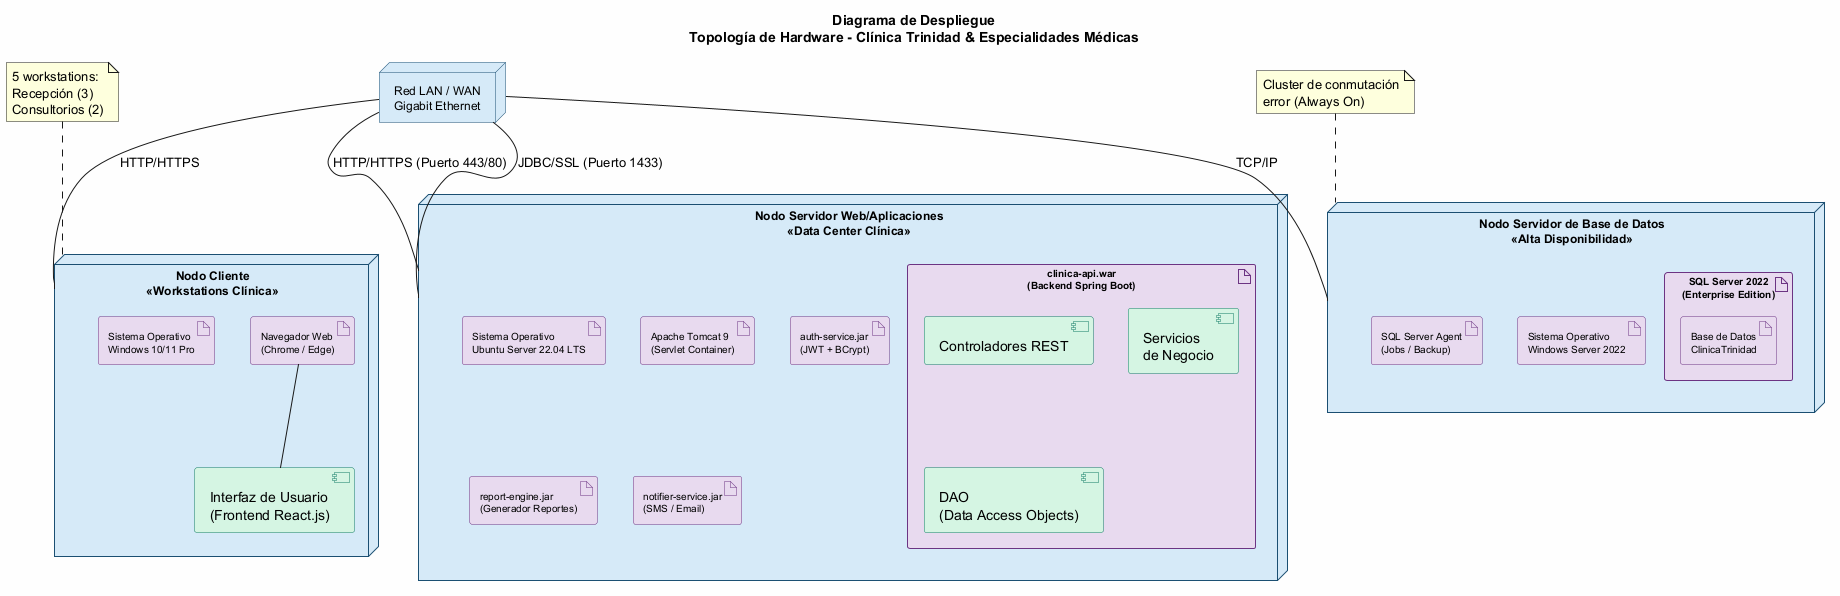 Diagrama de Despliegue
Topología de Hardware - Clínica Trinidad & Especialidades Médicas
5 workstations:
Recepción (3)
Consultorios (2)
Red LAN / WAN
Gigabit Ethernet
Cluster de conmutación
error (Always On)
HTTP/HTTPS
HTTP/HTTPS (Puerto 443/80)
JDBC/SSL (Puerto 1433)
TCP/IP
Nodo Cliente
«Workstations Clínica»
Sistema Operativo
Windows 10/11 Pro
Navegador Web
(Chrome / Edge)
Interfaz de Usuario
(Frontend React.js)
Nodo Servidor Web/Aplicaciones
«Data Center Clínica»
Sistema Operativo
Ubuntu Server 22.04 LTS
Apache Tomcat 9
(Servlet Container)
auth-service.jar
(JWT + BCrypt)
report-engine.jar
(Generador Reportes)
notifier-service.jar
(SMS / Email)
clinica-api.war
(Backend Spring Boot)
Controladores REST
Servicios
de Negocio
DAO
(Data Access Objects)
Nodo Servidor de Base de Datos
«Alta Disponibilidad»
SQL Server Agent
(Jobs / Backup)
Sistema Operativo
Windows Server 2022
SQL Server 2022
(Enterprise Edition)
Base de Datos
ClinicaTrinidad